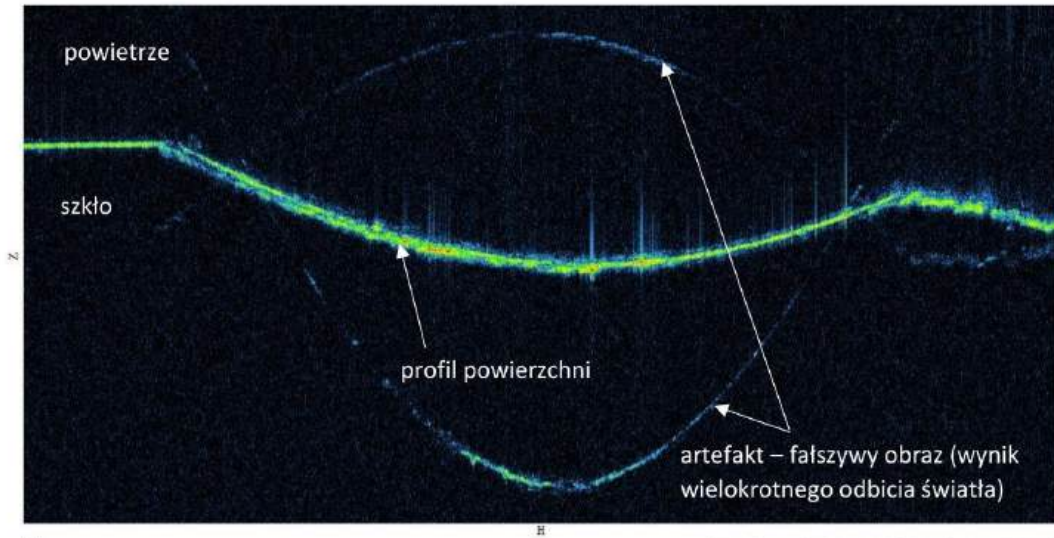 powietrze
szkło
profil powierzchni
artefakt – fałszywy obraz (wynik
wielokrotnego odbicia światła)
Z
H